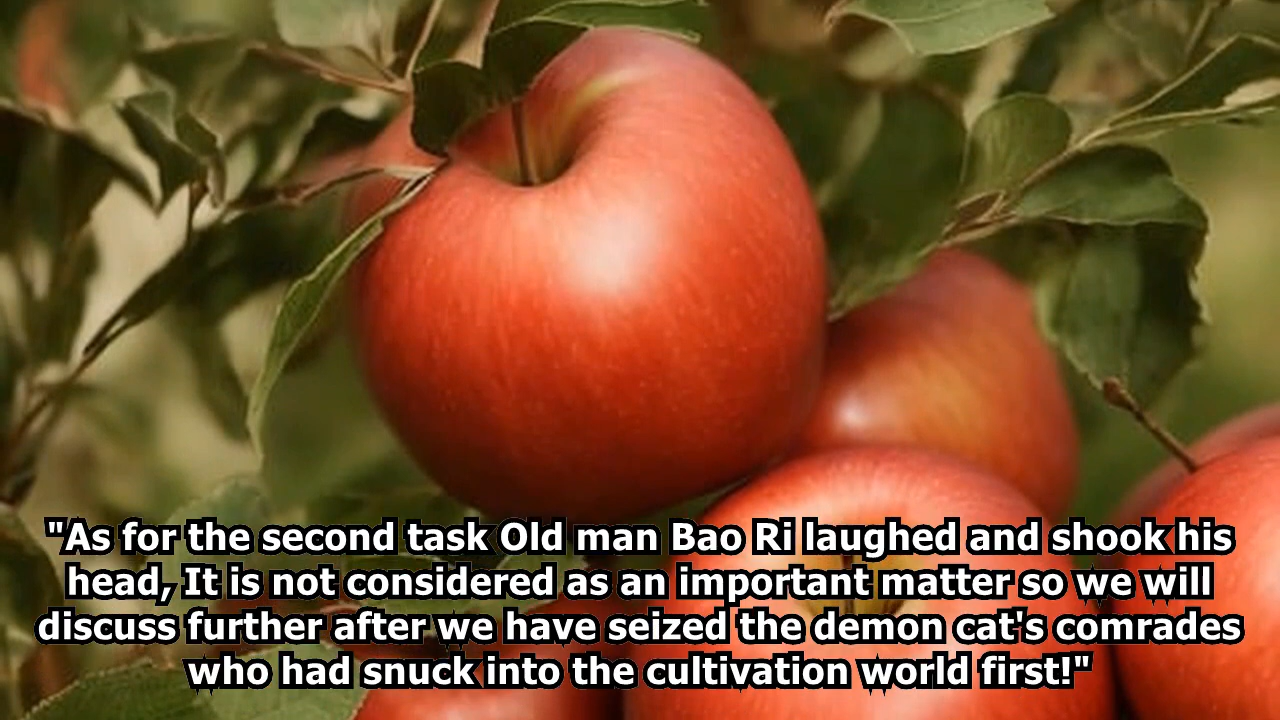 "As for the second task Old man Bao Ri laughed and shook his
head, It is not considered as an important matter so we will
discuss further after we have seized the demon cat's comrades
who had snuck into the cultivation world first!"